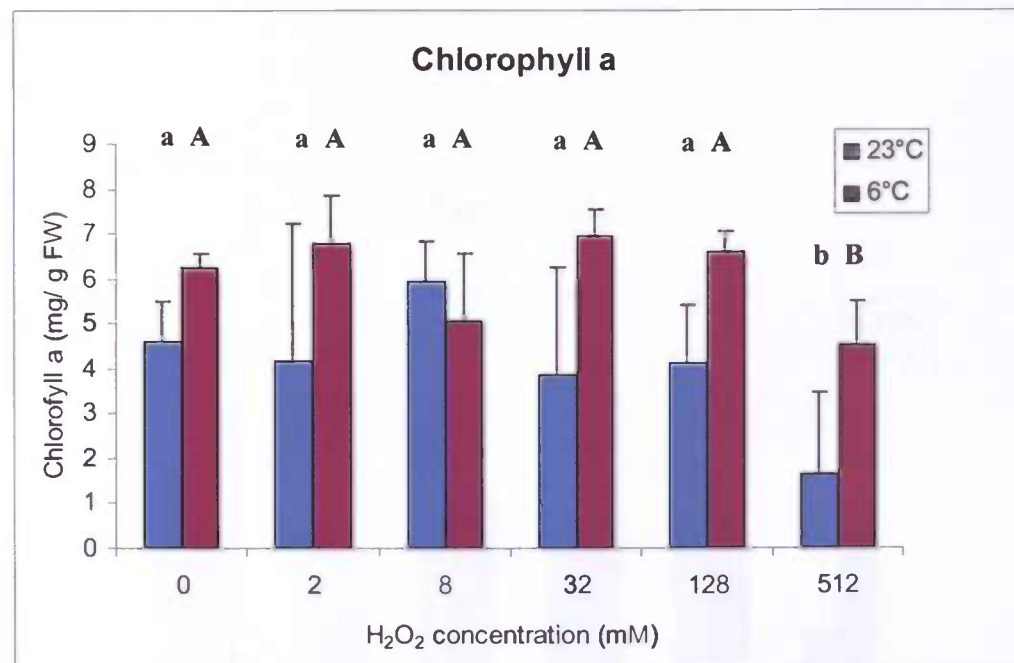 Chlorophyll a
a A a A a A a A a A
b B
23°C
6°C
Chlorofyll a (mg/ g FW)
9
8
7
6
5
4
3
2
1
0
0 2 8 32 128 512
H₂O₂ concentration (mM)